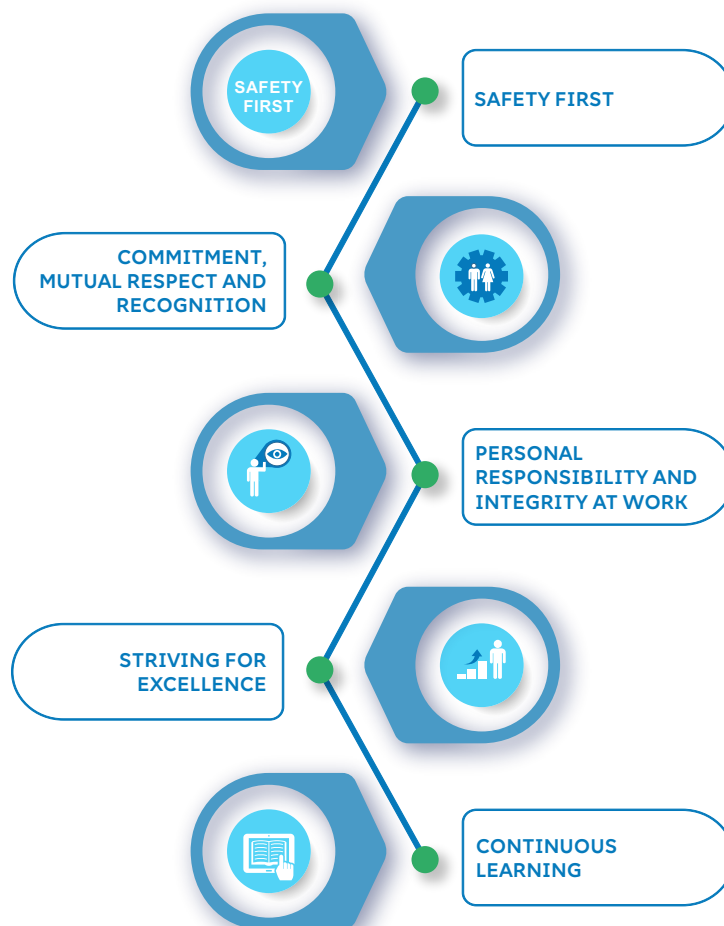 SAFETY
FIRST
SAFETY FIRST
COMMITMENT,
MUTUAL RESPECT AND
RECOGNITION
PERSONAL
RESPONSIBILITY AND
INTEGRITY AT WORK
STRIVING FOR
EXCELLENCE
CONTINUOUS
LEARNING